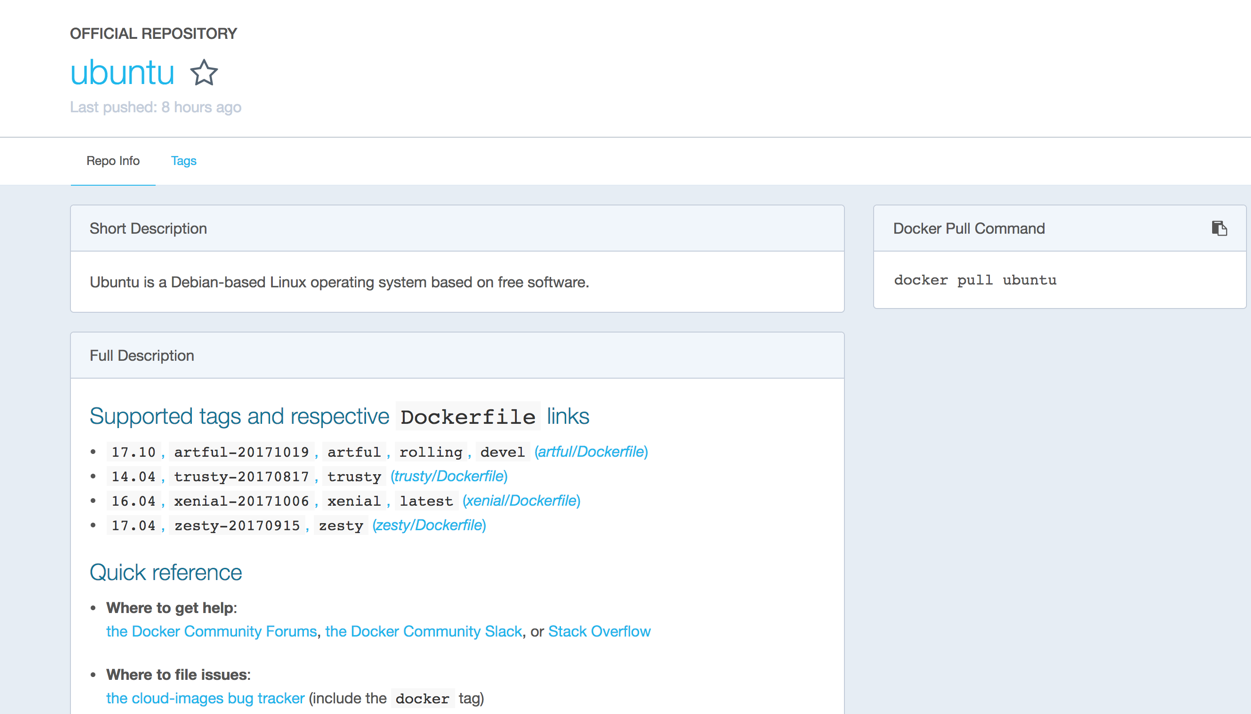 OFFICIAL REPOSITORY
ubuntu
Last pushed: 8 hours ago
Repo Info Tags
Short Description
Ubuntu is a Debian-based Linux operating system based on free software.
Docker Pull Command
docker pull ubuntu
Full Description
Supported tags and respective Dockerfile links
• 17.10, artful-20171019, artful, rolling, devel (artful/Dockerfile)
• 14.04, trusty-20170817, trusty (trusty/Dockerfile)
• 16.04, xenial-20171006, xenial, latest (xenial/Dockerfile)
• 17.04, zesty-20170915, zesty (zesty/Dockerfile)
Quick reference
• Where to get help:
the Docker Community Forums, the Docker Community Slack, or Stack Overflow
• Where to file issues:
the cloud-images bug tracker (include the docker tag)